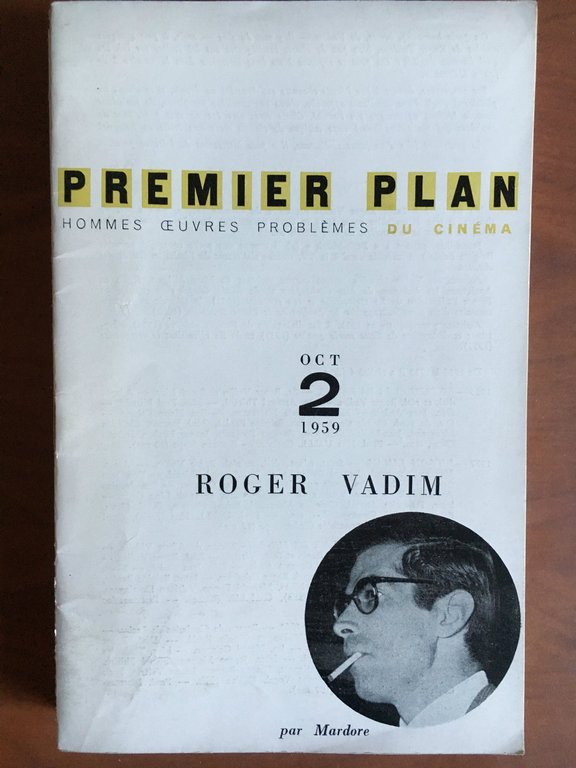 PREMIER PLAN
HOMMES ŒUVRES PROBLÈMES DU CINÉMA
OCT
2
1959
ROGER VADIM
par Mardore